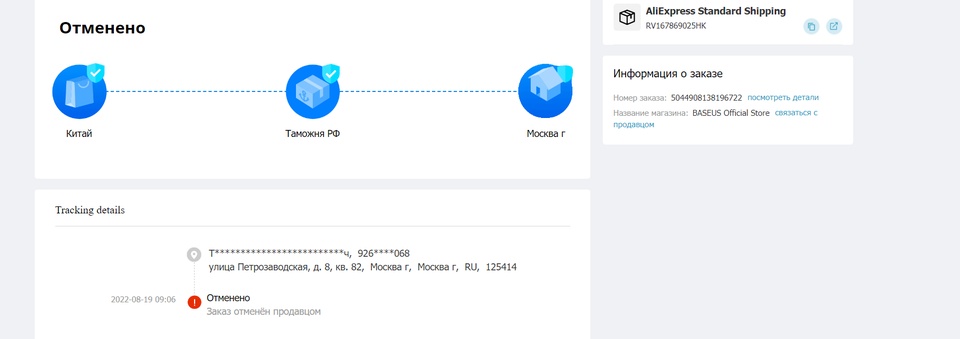 Отменено
Китай
Таможня РФ
Москва г
Tracking details
Т*************************ч, 926****068
улица Петрозаводская, д. 8, кв. 82, Москва г, Москва г, RU, 125414
2022-08-19 09:06
Отменено
Заказ отменён продавцом
AliExpress Standard Shipping
RV167869025HK
Информация о заказе
Номер заказа: 5044908138196722 посмотреть детали
Название магазина: BASEUS Official Store связаться с
продавцом